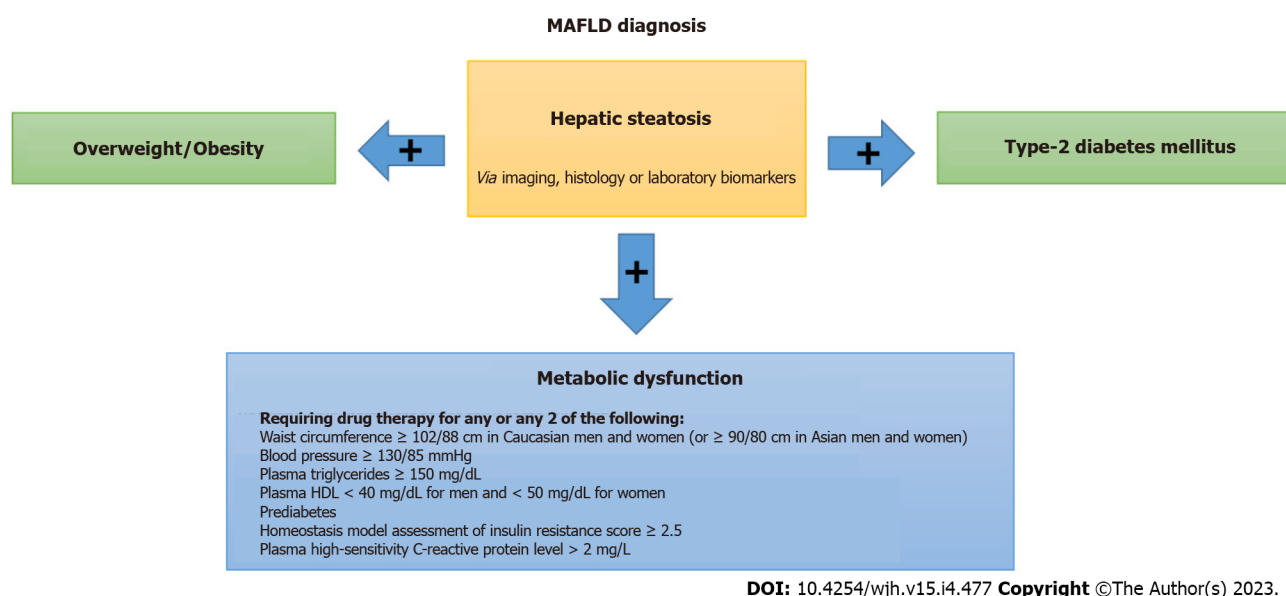 MAFLD diagnosis
Hepatic steatosis
Via imaging, histology or laboratory biomarkers
Overweight/Obesity
+
+
Type-2 diabetes mellitus
+
Metabolic dysfunction
Requiring drug therapy for any or any 2 of the following:
Waist circumference ≥ 102/88 cm in Caucasian men and women (or ≥ 90/80 cm in Asian men and women)
Blood pressure ≥ 130/85 mmHg
Plasma triglycerides ≥ 150 mg/dL
Plasma HDL < 40 mg/dL for men and < 50 mg/dL for women
Prediabetes
Homeostasis model assessment of insulin resistance score ≥ 2.5
Plasma high-sensitivity C-reactive protein level > 2 mg/L
DOI: 10.4254/wjh.v15.i4.477 Copyright ©The Author(s) 2023.